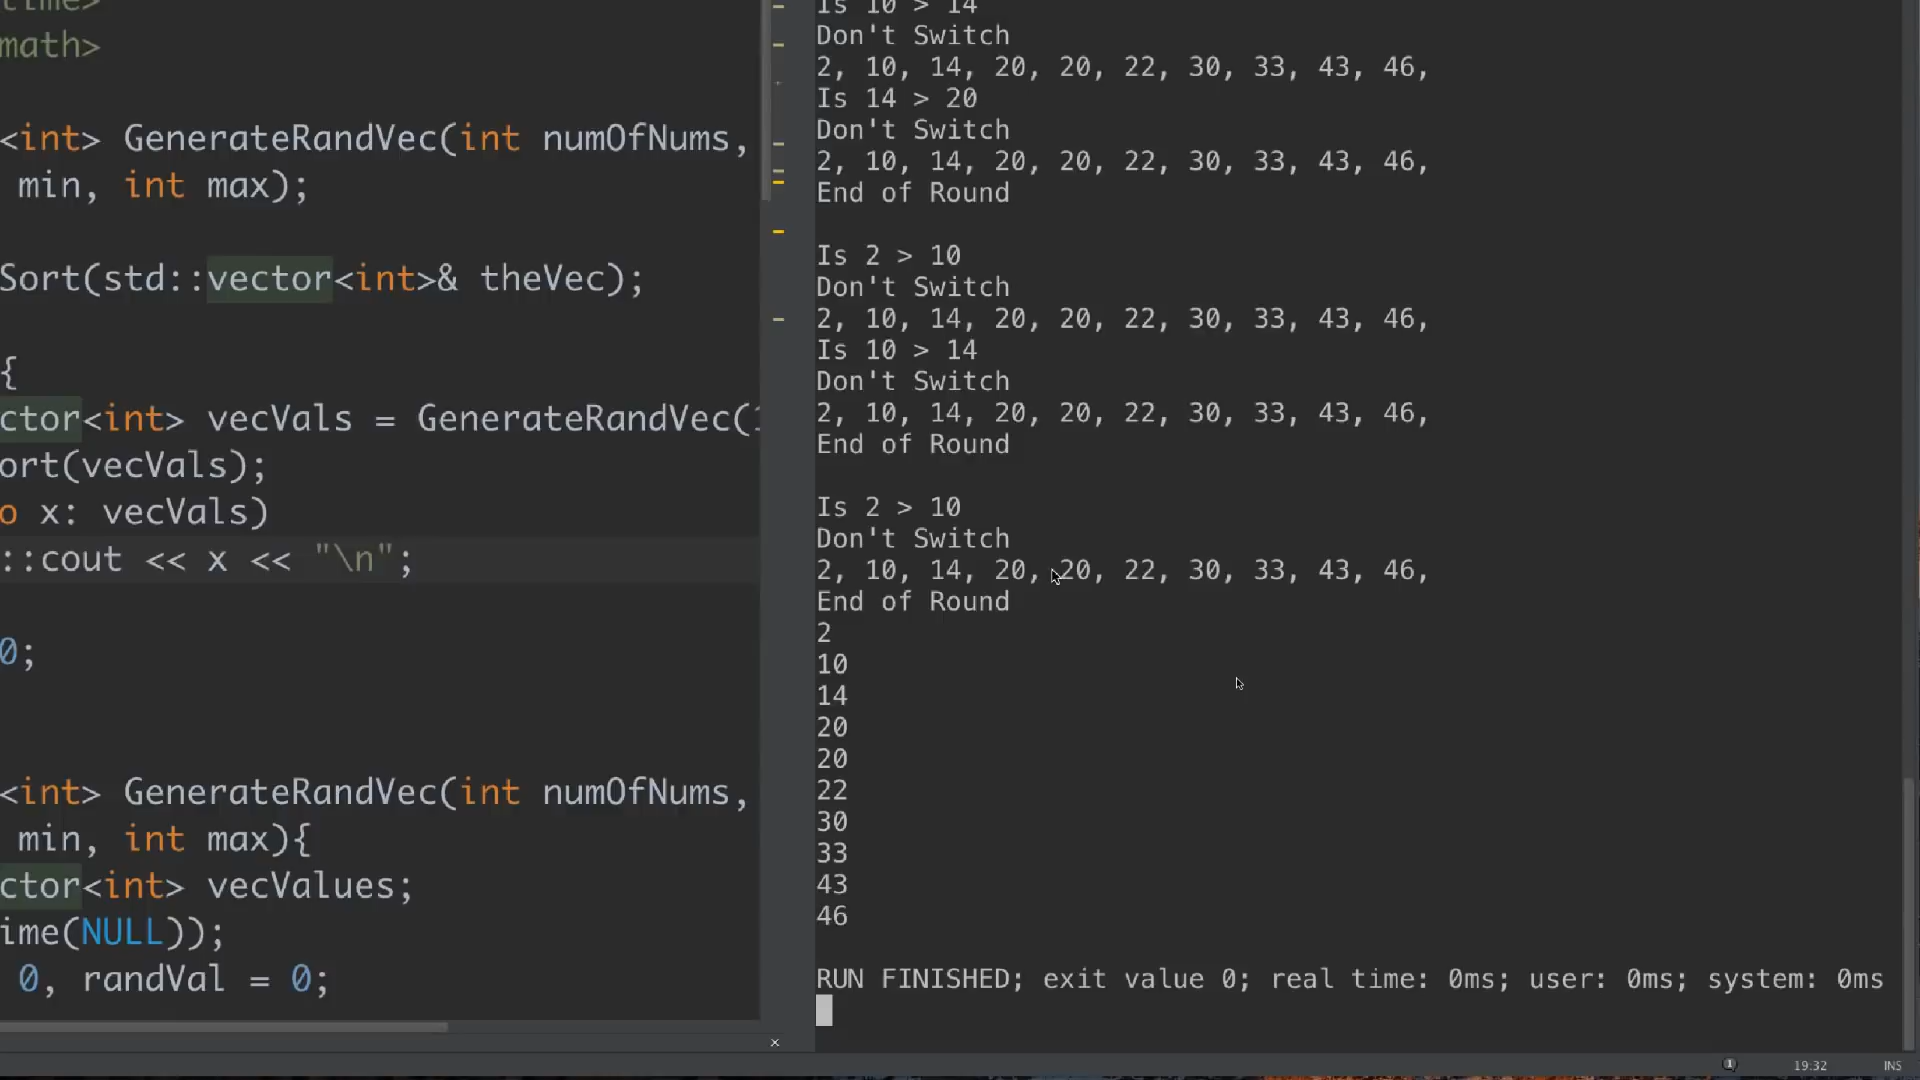 time>
math>
<int> GenerateRandVec(int numOfNums,
min, int max);
Sort(std::vector<int>& theVec);
{
ctor<int> vecVals = GenerateRandVec(
ort(vecVals);
o x: vecVals)
::cout << x << "\n";
0;
<int> GenerateRandVec(int numOfNums,
min, int max){
ctor<int> vecValues;
ime(NULL));
0, randVal = 0;
Is 10 > 14
Don't Switch
2, 10, 14, 20, 20, 22, 30, 33, 43, 46,
Is 14 > 20
Don't Switch
2, 10, 14, 20, 20, 22, 30, 33, 43, 46,
End of Round
Is 2 > 10
Don't Switch
2, 10, 14, 20, 20, 22, 30, 33, 43, 46,
Is 10 > 14
Don't Switch
2, 10, 14, 20, 20, 22, 30, 33, 43, 46,
End of Round
Is 2 > 10
Don't Switch
2, 10, 14, 20, 20, 22, 30, 33, 43, 46,
End of Round
2
10
14
20
20
22
30
33
43
46
RUN FINISHED; exit value 0; real time: 0ms; user: 0ms; system: 0ms
1 19:32 INS